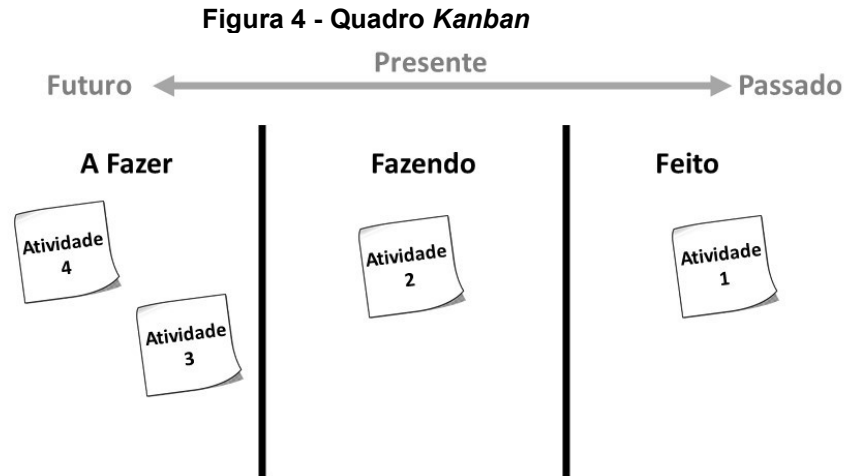 Figura 4 - Quadro Kanban
Presente
Futuro
Passado
A Fazer
Fazendo
Feito
Atividade
4
Atividade
3
Atividade
2
Atividade
1